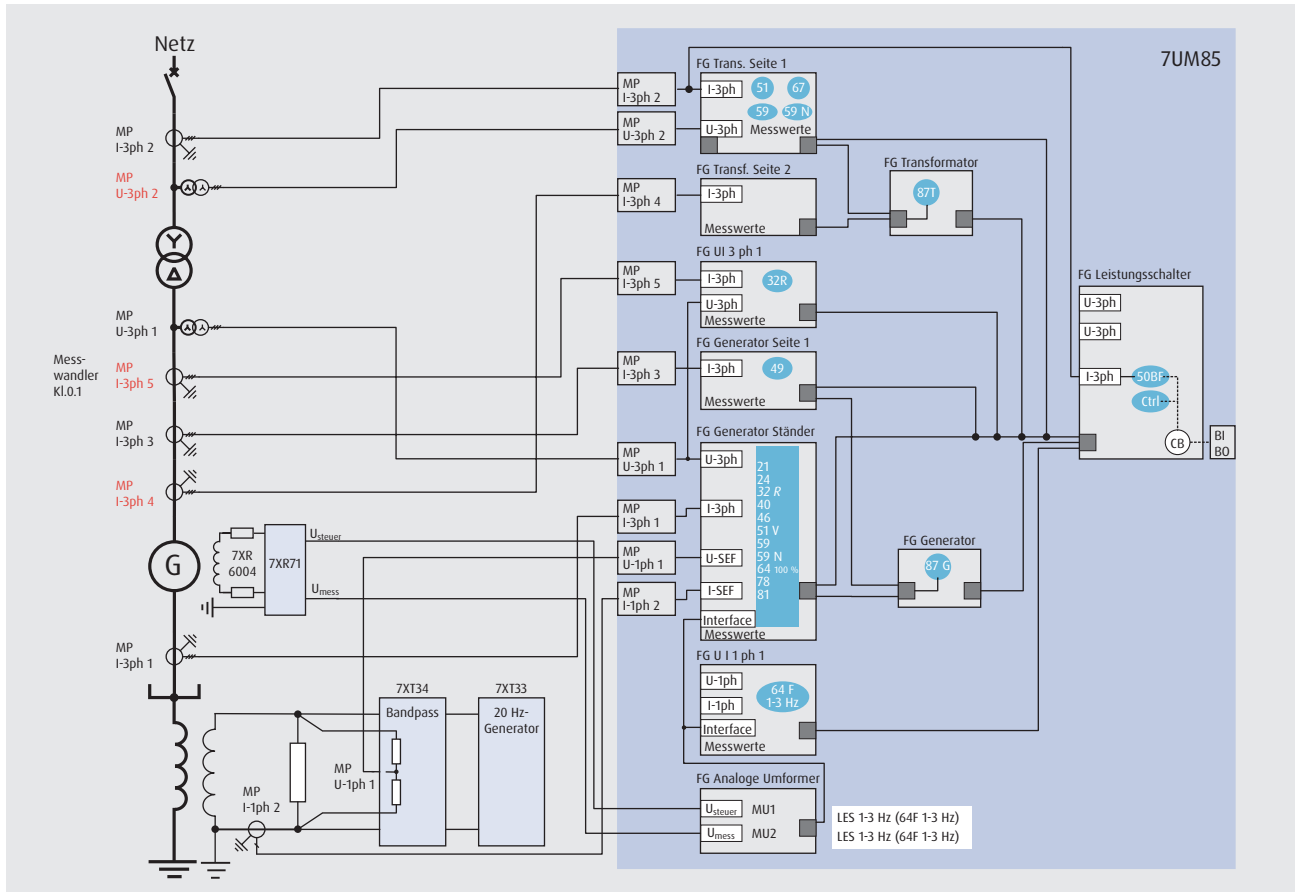 Netz
MP
I-3ph 2
MP
U-3ph 2
MP
U-3ph 1
Mess-
wandler
Kl.0.1
MP
I-3ph 5
MP
I-3ph 3
MP
I-3ph 4
G
7XR
6004
7XR71
Usteuer
Umess
MP
I-3ph 1
7XT34
Bandpass
7XT33
20 Hz-
Generator
MP
U-1ph 1
MP
I-1ph 2
7UM85
MP
I-3ph 2
MP
U-3ph 2
MP
I-3ph 4
MP
I-3ph 5
MP
I-3ph 3
MP
U-3ph 1
MP
I-3ph 1
MP
U-1ph 1
MP
I-1ph 2
FG Trans. Seite 1
I-3ph
51
67
59
59 N
U-3ph
Messwerte
FG Transf. Seite 2
I-3ph
Messwerte
FG Transformator
87T
FG UI 3 ph 1
I-3ph
32R
U-3ph
Messwerte
FG Generator Seite 1
I-3ph
49
Messwerte
FG Generator Ständer
U-3ph
I-3ph
U-SEF
I-SEF
Interface
Messwerte
21
24
32 R
40
46
51 V
59
59 N
64 100 %
78
81
FG Generator
87 G
FG U I 1 ph 1
U-1ph
I-1ph
64 F
1-3 Hz
Interface
Messwerte
FG Analoge Umformer
Usteuer
MU1
Umess
MU2
LES 1-3 Hz (64F 1-3 Hz)
LES 1-3 Hz (64F 1-3 Hz)
FG Leistungsschalter
U-3ph
U-3ph
I-3ph
50BF
Ctrl
CB
BI
BO